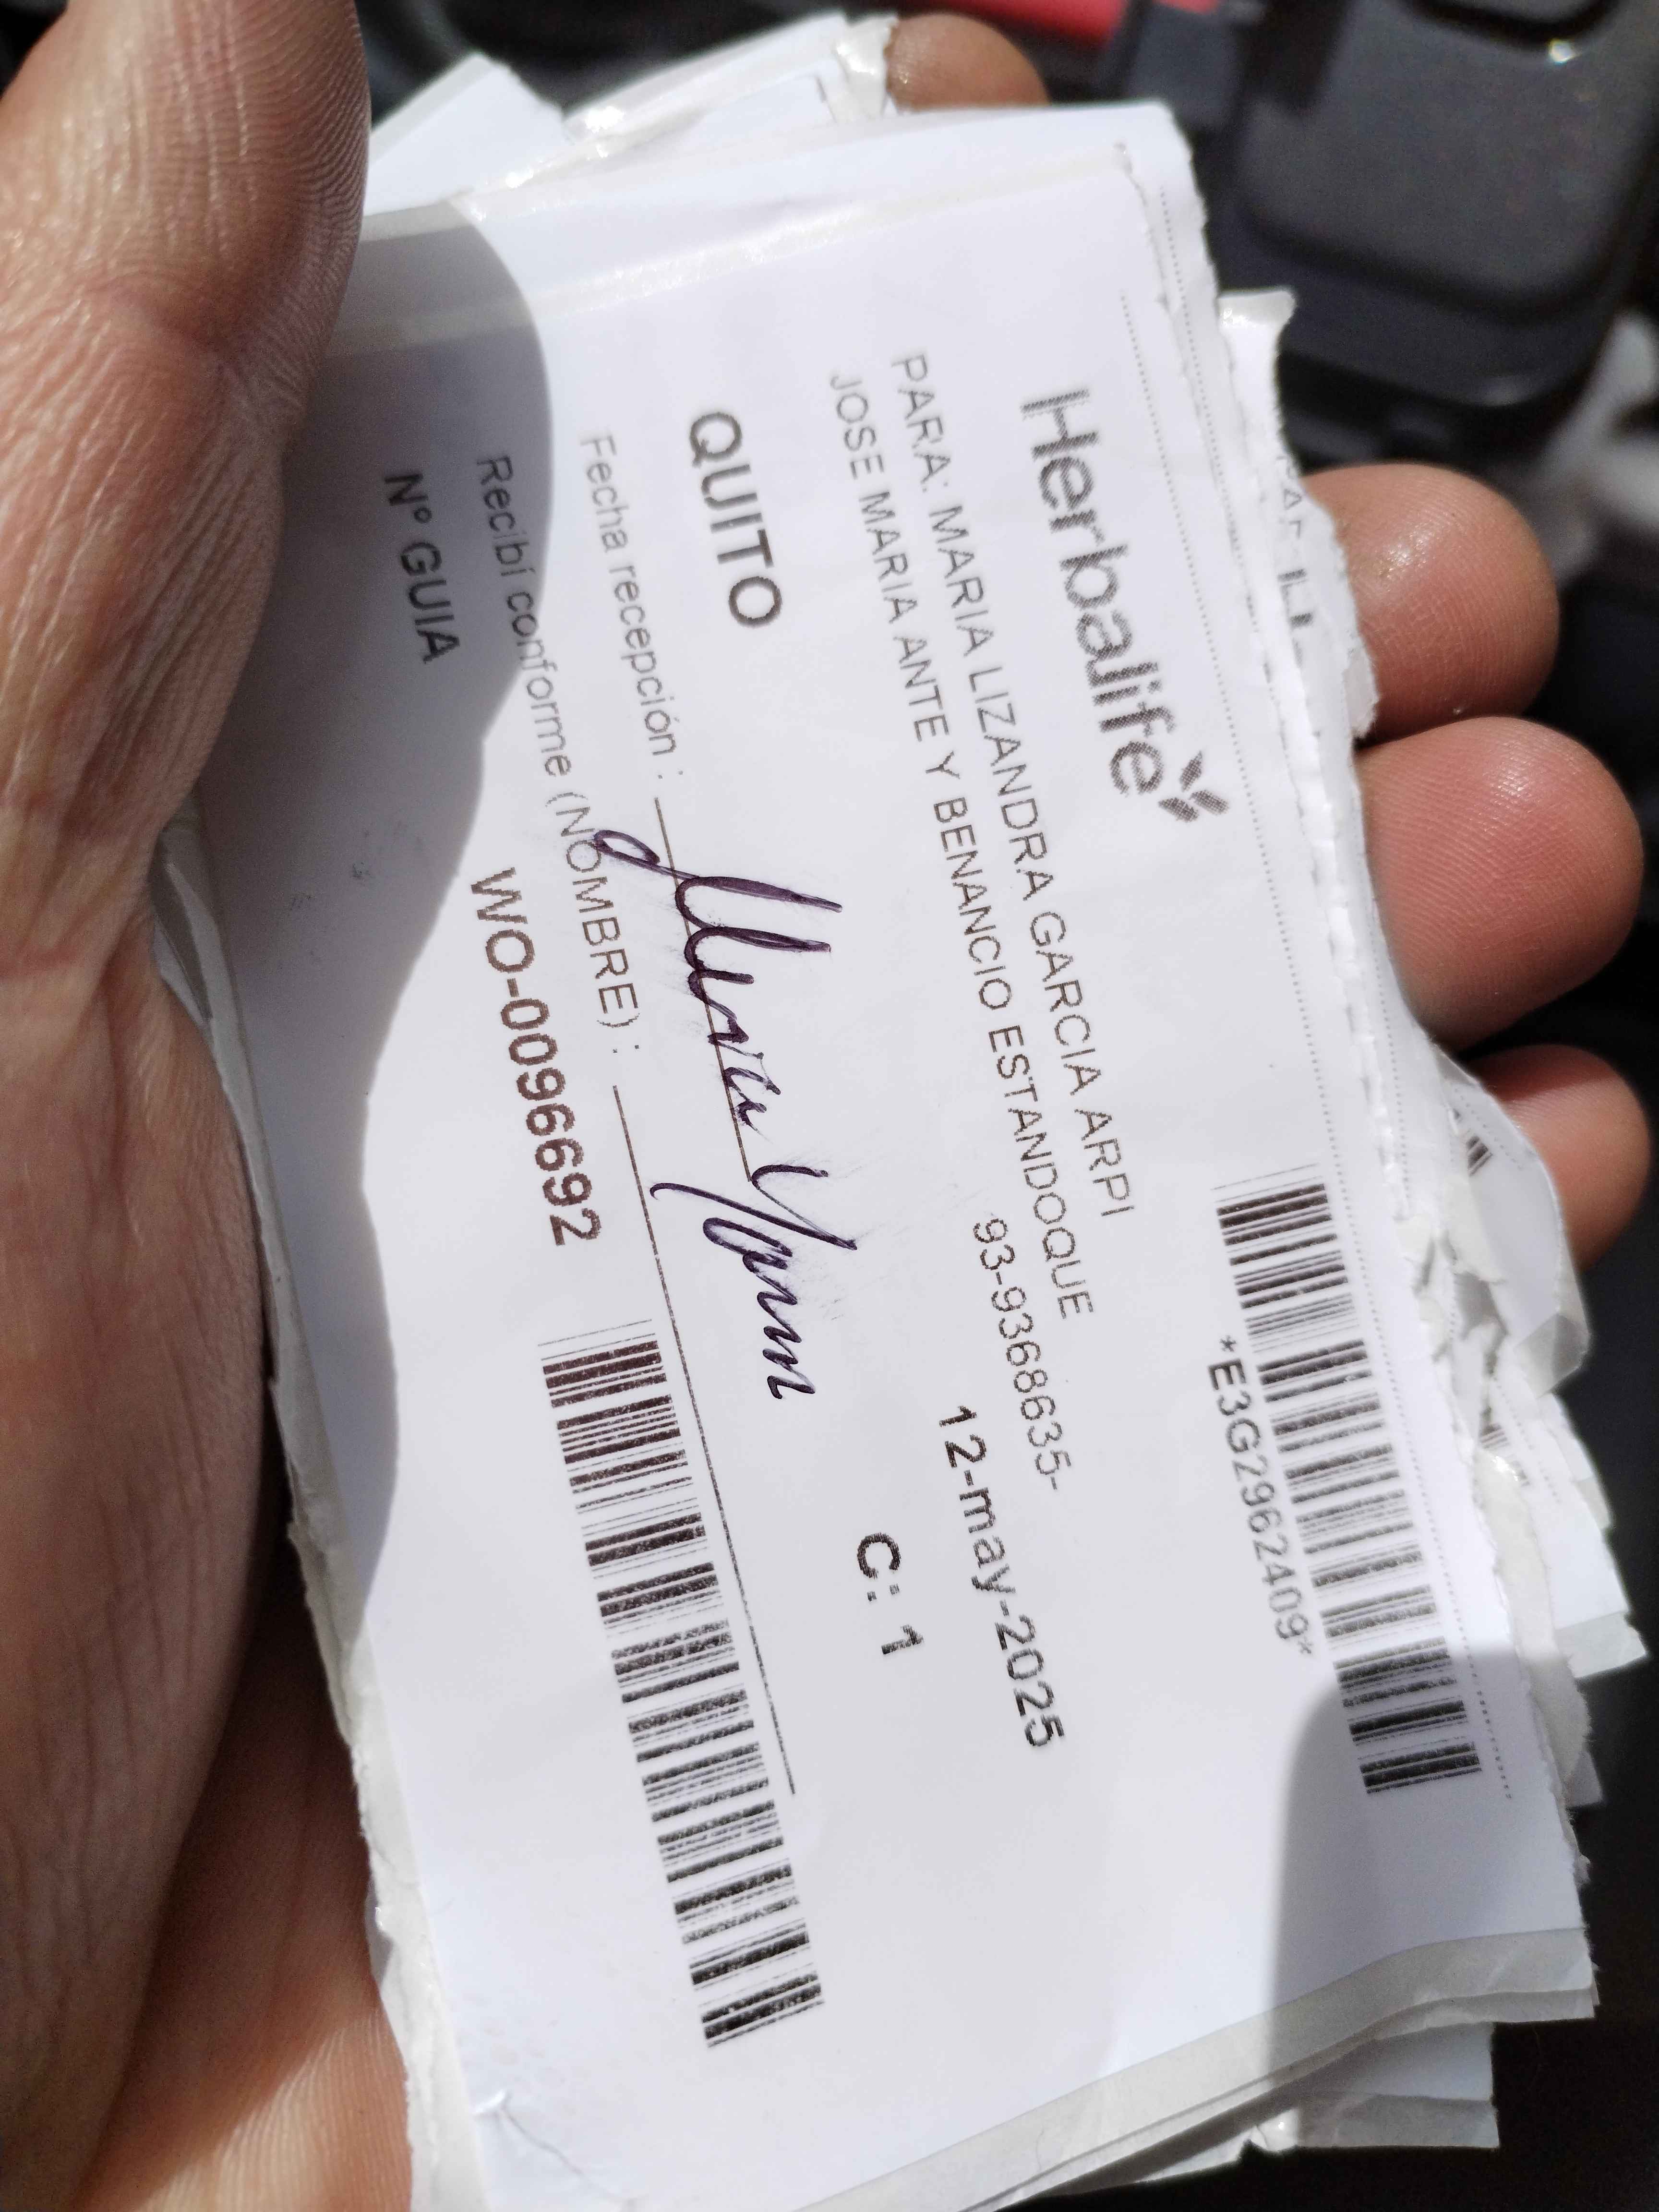 Herbalife
*E3G2962409*
PARA: MARIA LIZANDRA GARCIA ARPI
JOSE MARIA ANTE Y BENANCIO ESTANDOQUE
93-9368635-
12-may-2025
QUITO
C: 1
Fecha recepción :
Maria
Recibí conforme (NOMBRE) :
Nº GUIA
WO-0096692